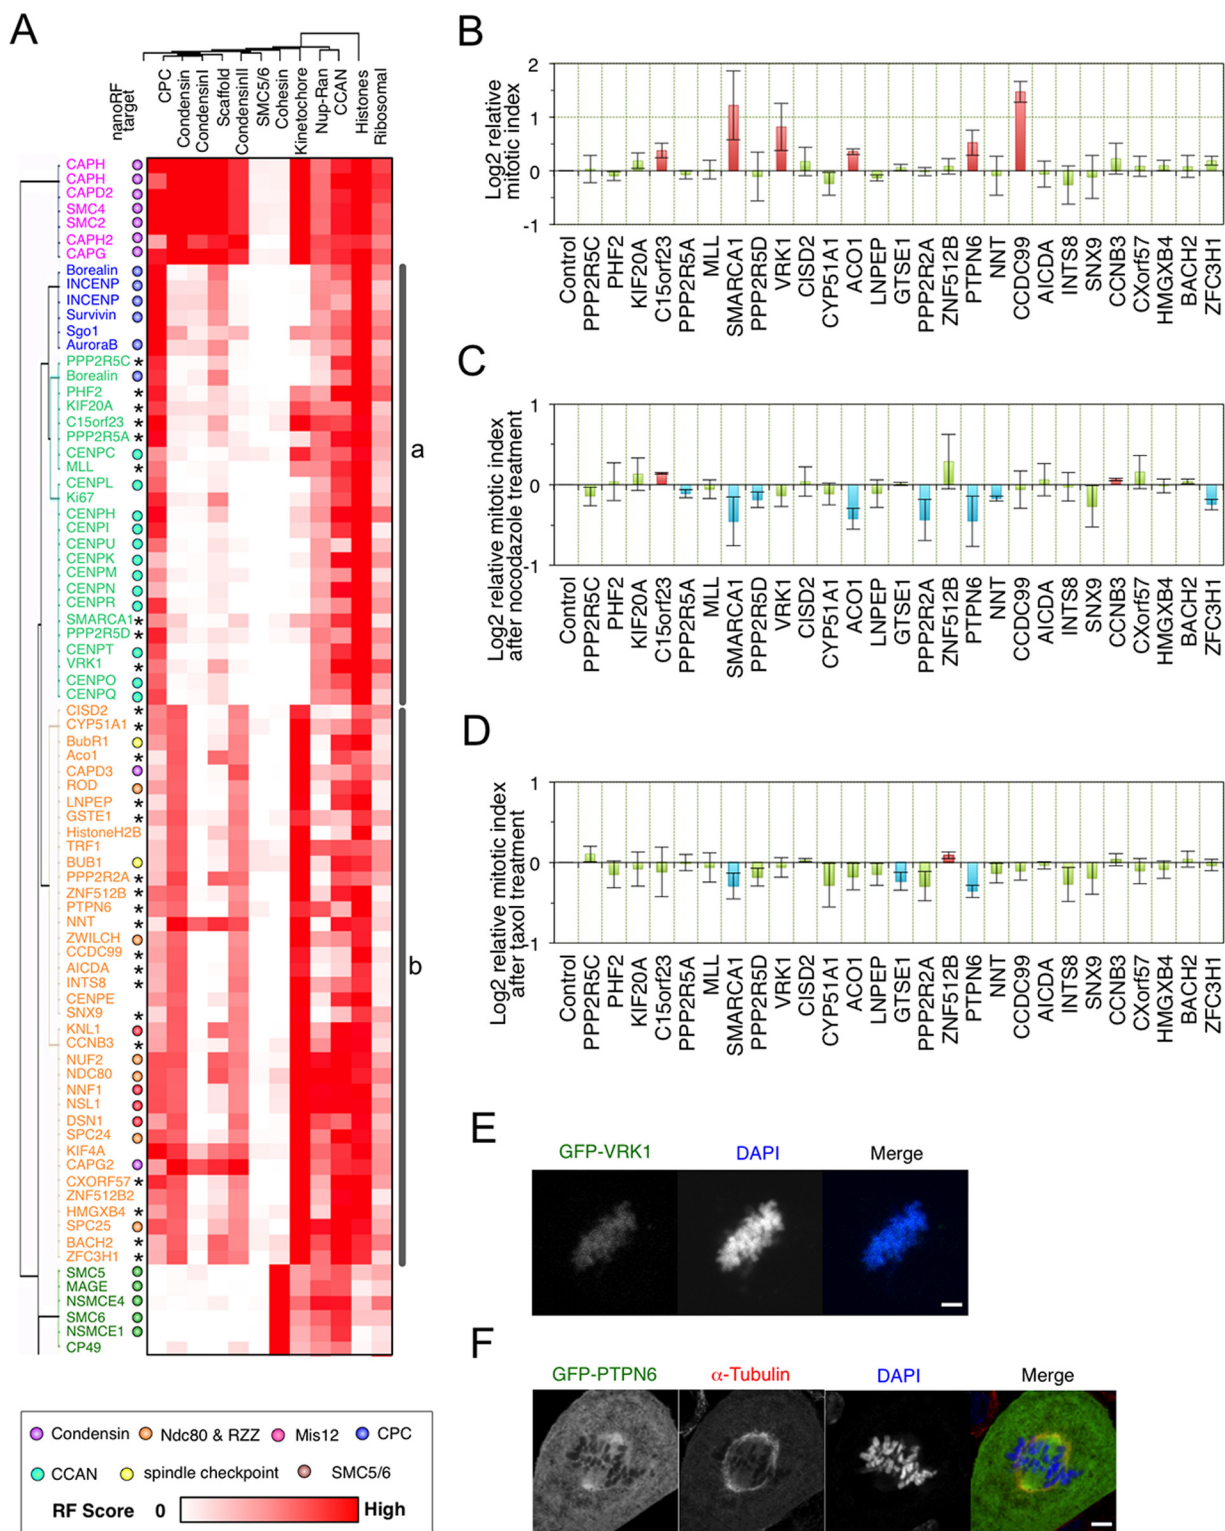 A
nanoRF
target
CPC
Condensin
CondensinI
Scaffold
CondensinII
SMC5/6
Cohesin
Kinetochore
Nup-Ran
CCAN
Histones
Ribosomal
CAPH
CAPH
CAPD2
SMC4
SMC2
CAPH2
CAPG
Borealin
INCENP
INCENP
Survivin
Sgo1
AuroraB
PPP2R5C *
Borealin
PHF2 *
KIF20A *
C15orf23 *
PPP2R5A *
CENPC
MLL *
CENPL
Ki67
CENPH
CENPI
CENPU
CENPK
CENPM
CENPN
CENPR
SMARCA1 *
PPP2R5D *
CENPT
VRK1 *
CENPO
CENPQ
CISD2 *
CYP51A1 *
BubR1
Aco1 *
CAPD3
ROD
LNPEP *
GSTE1 *
HistoneH2B
TRF1
BUB1
PPP2R2A *
ZNF512B *
PTPN6 *
NNT *
ZWILCH
CCDC99 *
AICDA *
INTS8 *
CENPE
SNX9 *
KNL1
CCNB3 *
NUF2
NDC80
NNF1
NSL1
DSN1
SPC24
KIF4A
CAPG2
CXORF57 *
ZNF512B2
HMGXB4 *
SPC25
BACH2 *
ZFC3H1 *
SMC5
MAGE
NSMCE4
SMC6
NSMCE1
CP49
a
b
Condensin Ndc80 & RZZ Mis12 CPC
CCAN spindle checkpoint SMC5/6
RF Score 0 High
B
Log2 relative
mitotic index
2
1
0
-1
Control
PPP2R5C
PHF2
KIF20A
C15orf23
PPP2R5A
MLL
SMARCA1
PPP2R5D
VRK1
CISD2
CYP51A1
ACO1
LNPEP
GTSE1
PPP2R2A
ZNF512B
PTPN6
NNT
CCDC99
AICDA
INTS8
SNX9
CCNB3
CXorf57
HMGXB4
BACH2
ZFC3H1
C
Log2 relative mitotic index
after nocodazole treatment
1
0
-1
Control
PPP2R5C
PHF2
KIF20A
C15orf23
PPP2R5A
MLL
SMARCA1
PPP2R5D
VRK1
CISD2
CYP51A1
ACO1
LNPEP
GTSE1
PPP2R2A
ZNF512B
PTPN6
NNT
CCDC99
AICDA
INTS8
SNX9
CCNB3
CXorf57
HMGXB4
BACH2
ZFC3H1
D
Log2 relative mitotic index
after taxol treatment
1
0
-1
Control
PPP2R5C
PHF2
KIF20A
C15orf23
PPP2R5A
MLL
SMARCA1
PPP2R5D
VRK1
CISD2
CYP51A1
ACO1
LNPEP
GTSE1
PPP2R2A
ZNF512B
PTPN6
NNT
CCDC99
AICDA
INTS8
SNX9
CCNB3
CXorf57
HMGXB4
BACH2
ZFC3H1
E
GFP-VRK1 DAPI Merge
F
GFP-PTPN6 α-Tubulin DAPI Merge